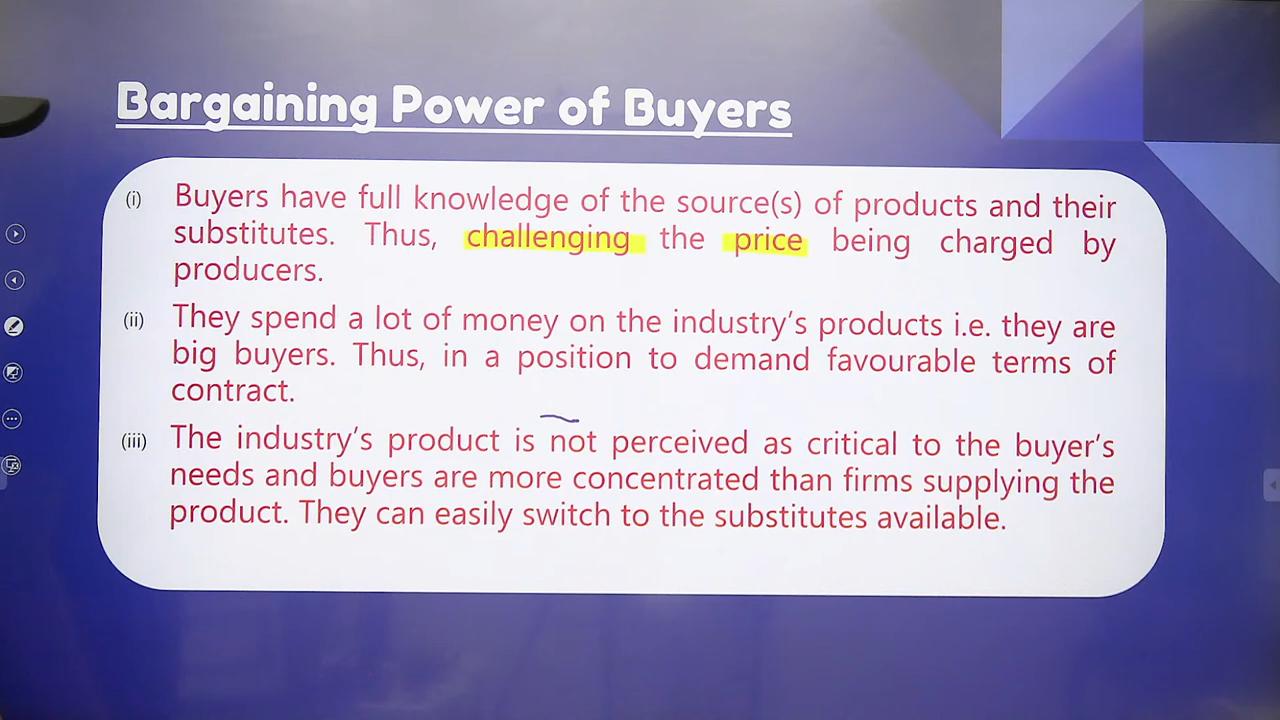 Bargaining Power of Buyers
(i) Buyers have full knowledge of the source(s) of products and their
substitutes. Thus, challenging the price being charged by
producers.
(ii) They spend a lot of money on the industry’s products i.e. they are
big buyers. Thus, in a position to demand favourable terms of
contract.
(iii) The industry’s product is not perceived as critical to the buyer’s
needs and buyers are more concentrated than firms supplying the
product. They can easily switch to the substitutes available.